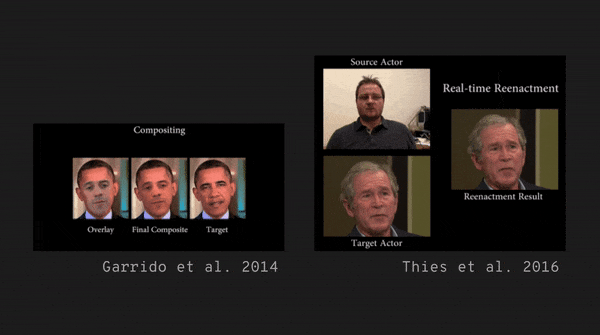 Compositing
Overlay
Final Composite
Target
Garrido et al. 2014
Source Actor
Real-time Reenactment
Reenactment Result
Target Actor
Thies et al. 2016